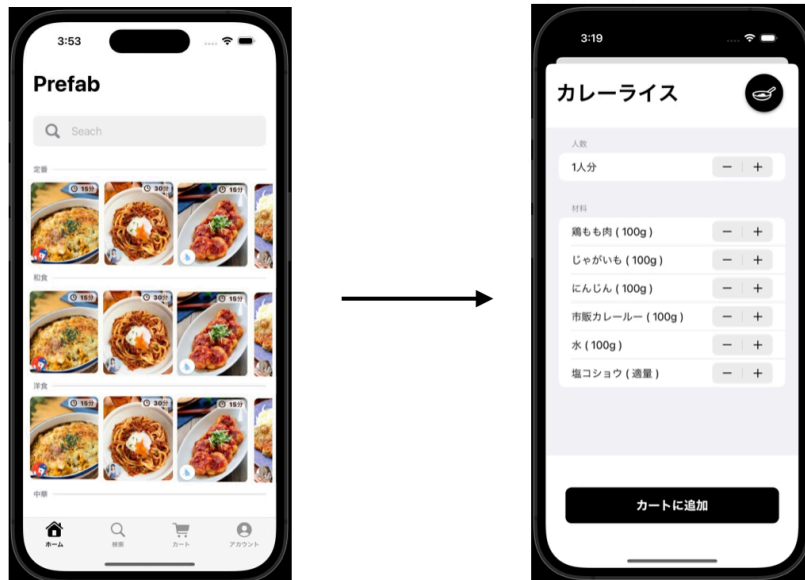 3:53
Prefab
Seach
定番
15分
30分
15分
和食
15分
30分
15分
洋食
15分
30分
15分
中華
ホーム
検索
カート
アカウント
3:19
カレーライス
人数
1人分
− +
材料
鶏もも肉 ( 100g )
− +
じゃがいも ( 100g )
− +
にんじん ( 100g )
− +
市販カレールー ( 100g )
− +
水 ( 100g )
− +
塩コショウ ( 適量 )
− +
カートに追加